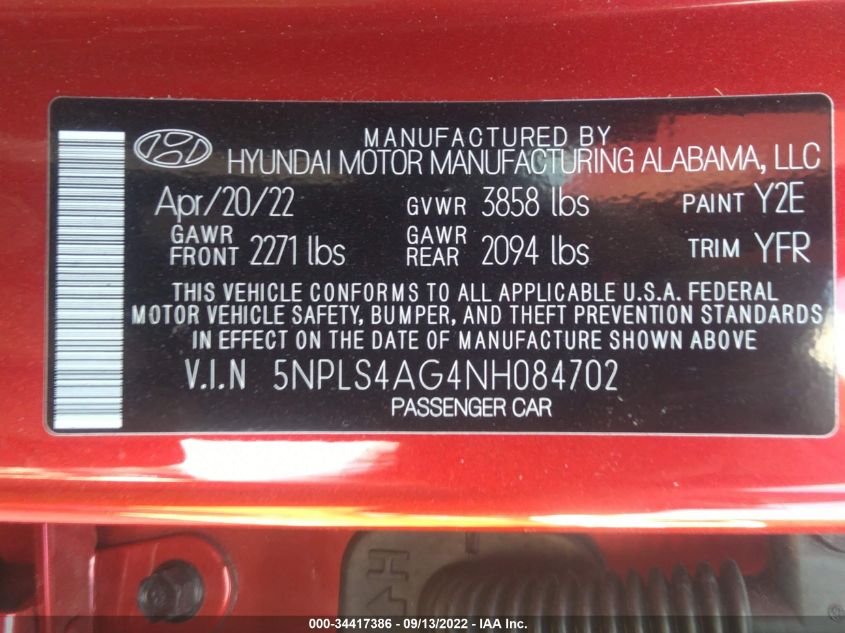 MANUFACTURED BY
HYUNDAI MOTOR MANUFACTURING ALABAMA, LLC
Apr/20/22 GVWR 3858 lbs PAINT Y2E
GAWR FRONT 2271 lbs GAWR REAR 2094 lbs TRIM YFR
THIS VEHICLE CONFORMS TO ALL APPLICABLE U.S.A. FEDERAL
MOTOR VEHICLE SAFETY, BUMPER, AND THEFT PREVENTION STANDARDS
IN EFFECT ON THE DATE OF MANUFACTURE SHOWN ABOVE
V.I.N 5NPLS4AG4NH084702
PASSENGER CAR
000-34417386 - 09/13/2022 - IAA Inc.